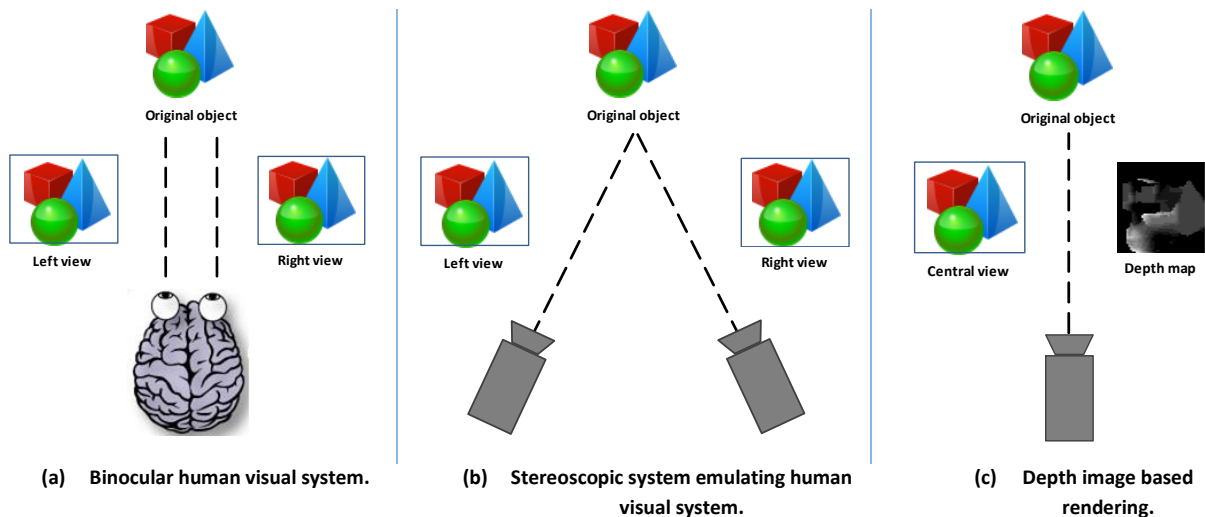 Original object
Left view
Right view
(a) Binocular human visual system.
Original object
Left view
Right view
(b) Stereoscopic system emulating human
visual system.
Original object
Central view
Depth map
(c) Depth image based
rendering.